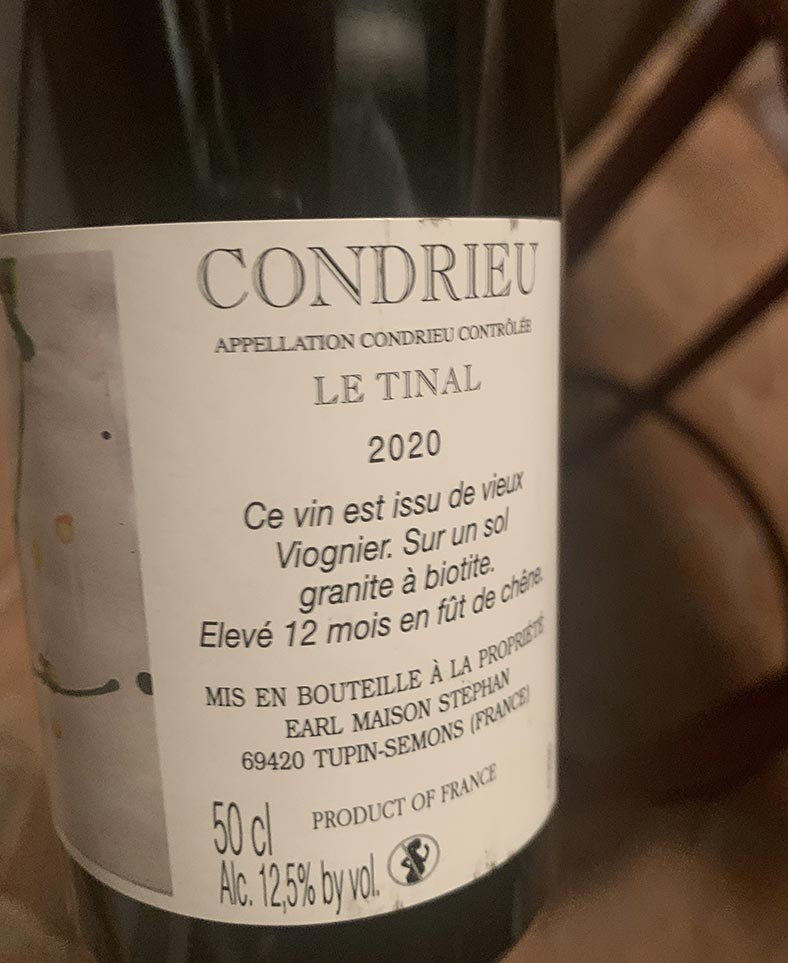 CONDRIEU
APPELLATION CONDRIEU CONTRÔLÉE
LE TINAL
2020
Ce vin est issu de vieux
Viognier. Sur un sol
granite à biotite.
Elevé 12 mois en fût de chêne.
MIS EN BOUTEILLE À LA PROPRIÉTÉ
EARL MAISON STÉPHAN
69420 TUPIN-SEMONS (FRANCE)
50 cl PRODUCT OF FRANCE
Alc. 12,5% by vol.